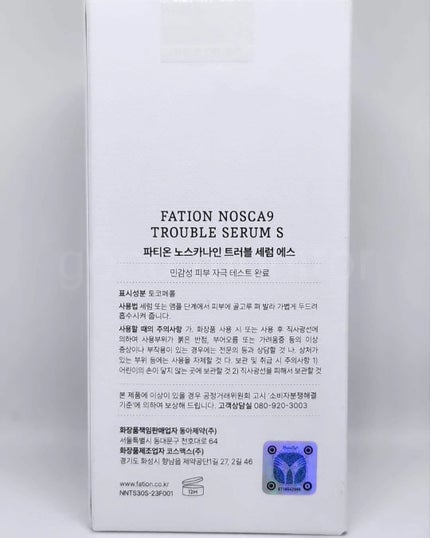 FATION NOSCA9
TROUBLE SERUM S
파티온 노스카나인 트러블 세럼 에스
민감성 피부 자극 테스트 완료
표시성분 토코페롤
사용법 세럼 또는 앰플 단계에서 피부에 골고루 펴 발라 가볍게 두드려
흡수시켜 줍니다.
사용할 때의 주의사항 가. 화장품 사용 시 또는 사용 후 직사광선에
의하여 사용부위가 붉은 반점, 부어오름 또는 가려움증 등의 이상
증상이나 부작용이 있는 경우에는 전문의 등과 상담할 것 나. 상처가
있는 부위 등에는 사용을 자제할 것 다. 보관 및 취급 시 주의사항 1)
어린이의 손이 닿지 않는 곳에 보관할 것 2) 직사광선을 피해서 보관할 것
본 제품에 이상이 있을 경우 공정거래위원회 고시 '소비자분쟁해결
기준'에 의하여 보상해 드립니다. 고객상담실 080-920-3003
화장품책임판매업자 동아제약(주)
서울특별시 동대문구 천호대로 64
화장품제조업자 코스맥스(주)
경기도 화성시 향남읍 제약공단1길 27, 2길 46
www.fation.co.kr
NNTS30S-23F001
12M